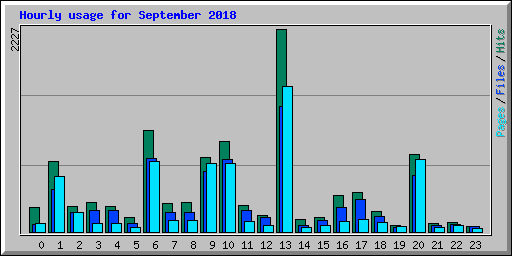 Hourly usage for September 2018
2227
Pages / Files / Hits
0 1 2 3 4 5 6 7 8 9 10 11 12 13 14 15 16 17 18 19 20 21 22 23